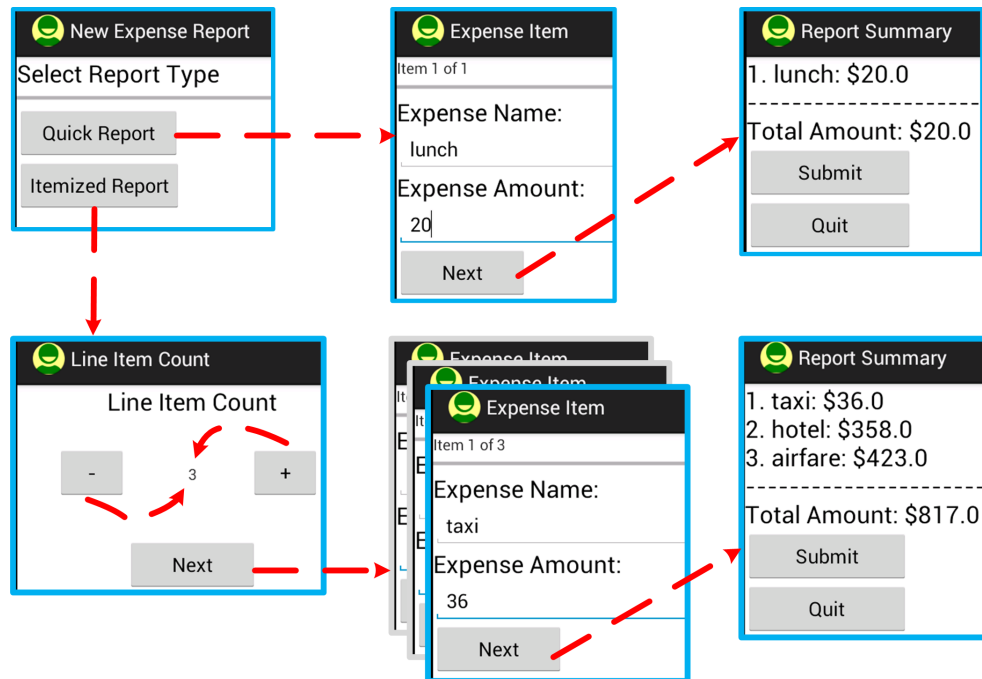 New Expense Report
Select Report Type
Quick Report
Itemized Report
Expense Item
Item 1 of 1
Expense Name:
lunch
Expense Amount:
20
Next
Report Summary
1. lunch: $20.0
Total Amount: $20.0
Submit
Quit
Line Item Count
Line Item Count
-
3
+
Next
Expense Item
Expense Item
Expense Item
Item 1 of 3
Expense Name:
taxi
Expense Amount:
36
Next
Report Summary
1. taxi: $36.0
2. hotel: $358.0
3. airfare: $423.0
Total Amount: $817.0
Submit
Quit